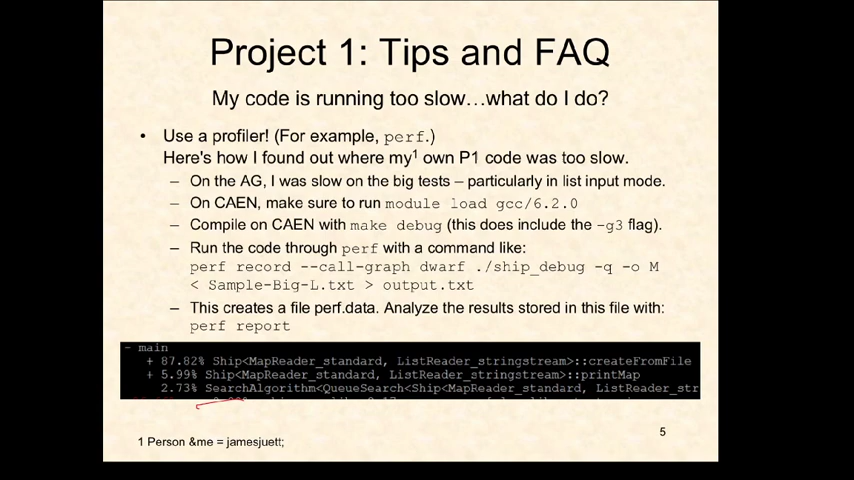 Project 1: Tips and FAQ
My code is running too slow…what do I do?
• Use a profiler! (For example, perf.)
Here's how I found out where my1 own P1 code was too slow.
– On the AG, I was slow on the big tests – particularly in list input mode.
– On CAEN, make sure to run module load gcc/6.2.0
– Compile on CAEN with make debug (this does include the -g3 flag).
– Run the code through perf with a command like:
perf record --call-graph dwarf ./ship_debug -q -o M
< Sample-Big-L.txt > output.txt
– This creates a file perf.data. Analyze the results stored in this file with:
perf report
- main
+ 87.82% Ship<MapReader_standard, ListReader_stringstream>::createFromFile
+ 5.99% Ship<MapReader_standard, ListReader_stringstream>::printMap
2.73% SearchAlgorithm<QueueSearch<Ship<MapReader_standard, ListReader_str
5
1 Person &me = jamesjuett;